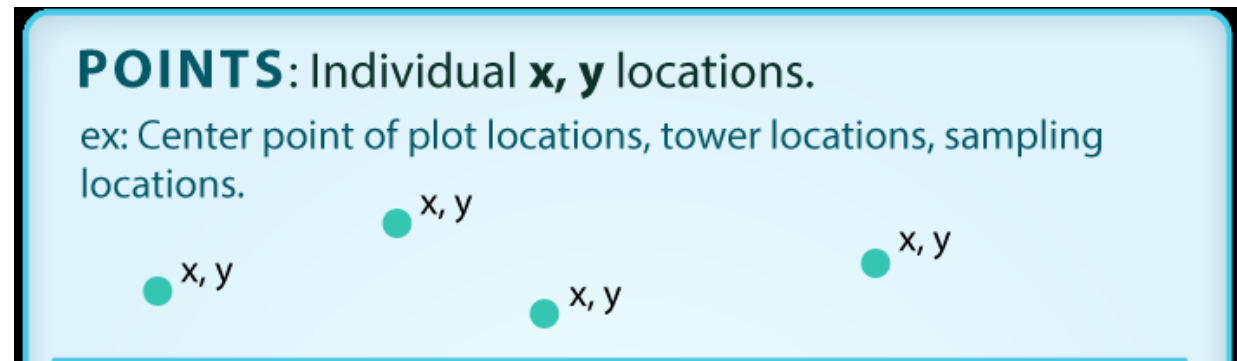 POINTS: Individual x, y locations.
ex: Center point of plot locations, tower locations, sampling
locations.
x, y
x, y
x, y
x, y